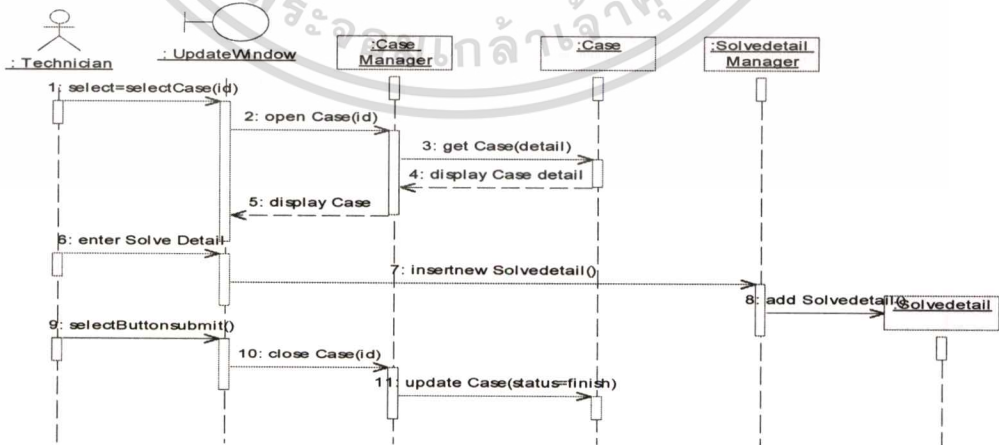 : Technician
: UpdateWindow
:Case
Manager
:Case
:Solvedetail
Manager
1: select=selectCase(id)
2: open Case(id)
3: get Case(detail)
4: display Case detail
5: display Case
6: enter Solve Detail
7: insertnew Solvedetail()
8: add Solvedetail()
:Solvedetail
9: selectButtonsubmit()
10: close Case(id)
11: update Case(status=finish)